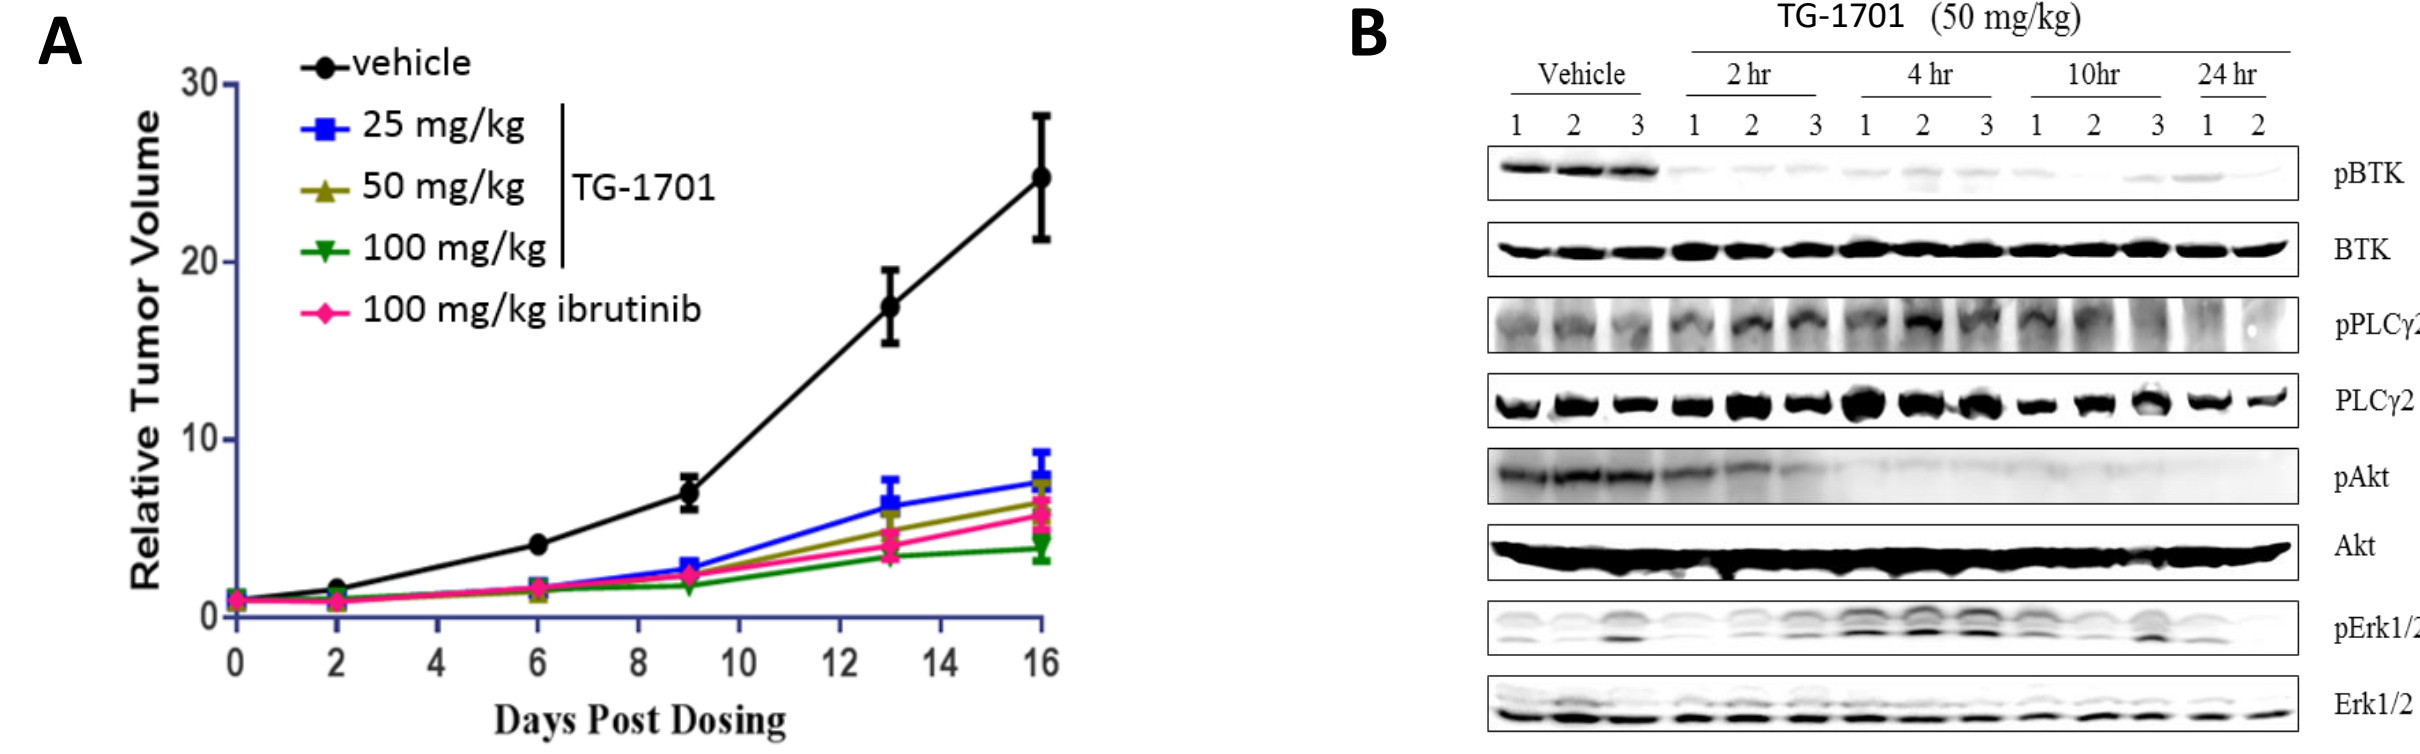 A
vehicle
25 mg/kg
50 mg/kg
100 mg/kg
TG-1701
100 mg/kg ibrutinib
Relative Tumor Volume
30
20
10
0
0 2 4 6 8 10 12 14 16
Days Post Dosing
B
TG-1701 (50 mg/kg)
Vehicle 2 hr 4 hr 10hr 24 hr
1 2 3 1 2 3 1 2 3 1 2 3 1 2
pBTK
BTK
pPLCγ2
PLCγ2
pAkt
Akt
pErk1/2
Erk1/2